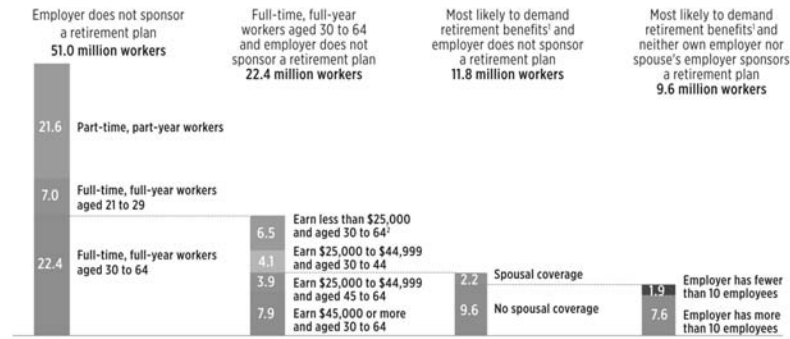 Employer does not sponsor
a retirement plan
51.0 million workers
Full-time, full-year
workers aged 30 to 64
and employer does not
sponsor a retirement plan
22.4 million workers
Most likely to demand
retirement benefits¹ and
employer does not sponsor
a retirement plan
11.8 million workers
Most likely to demand
retirement benefits¹ and
neither own employer nor
spouse's employer sponsors
a retirement plan
9.6 million workers
21.6 Part-time, part-year workers
7.0 Full-time, full-year workers
aged 21 to 29
22.4 Full-time, full-year workers
aged 30 to 64
6.5 Earn less than $25,000
and aged 30 to 64²
4.1 Earn $25,000 to $44,999
and aged 30 to 44
3.9 Earn $25,000 to $44,999
and aged 45 to 64
7.9 Earn $45,000 or more
and aged 30 to 64
2.2 Spousal coverage
9.6 No spousal coverage
1.9 Employer has fewer
than 10 employees
7.6 Employer has more
than 10 employees